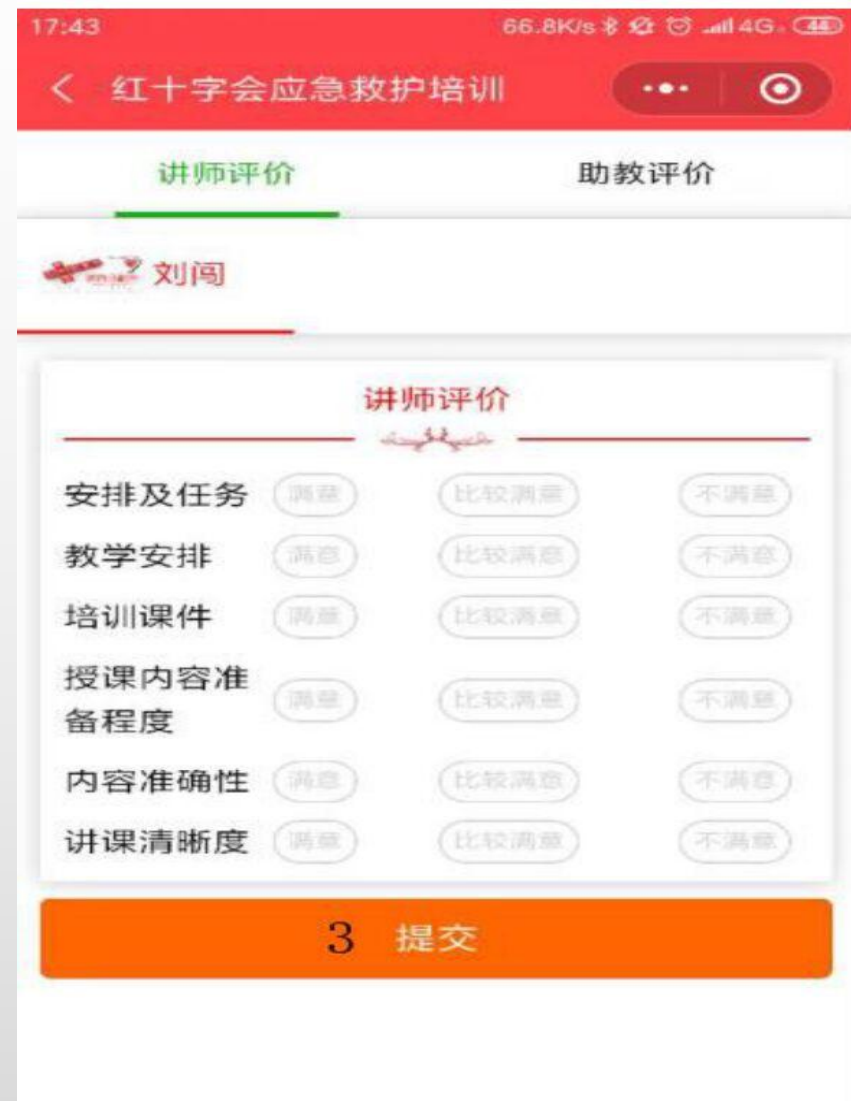 17:43 66.8K/s 4G 44
红十字会应急救护培训
讲师评价 助教评价
刘闯
讲师评价
安排及任务 满意 比较满意 不满意
教学安排 满意 比较满意 不满意
培训课件 满意 比较满意 不满意
授课内容准
备程度 满意 比较满意 不满意
内容准确性 满意 比较满意 不满意
讲课清晰度 满意 比较满意 不满意
3 提交